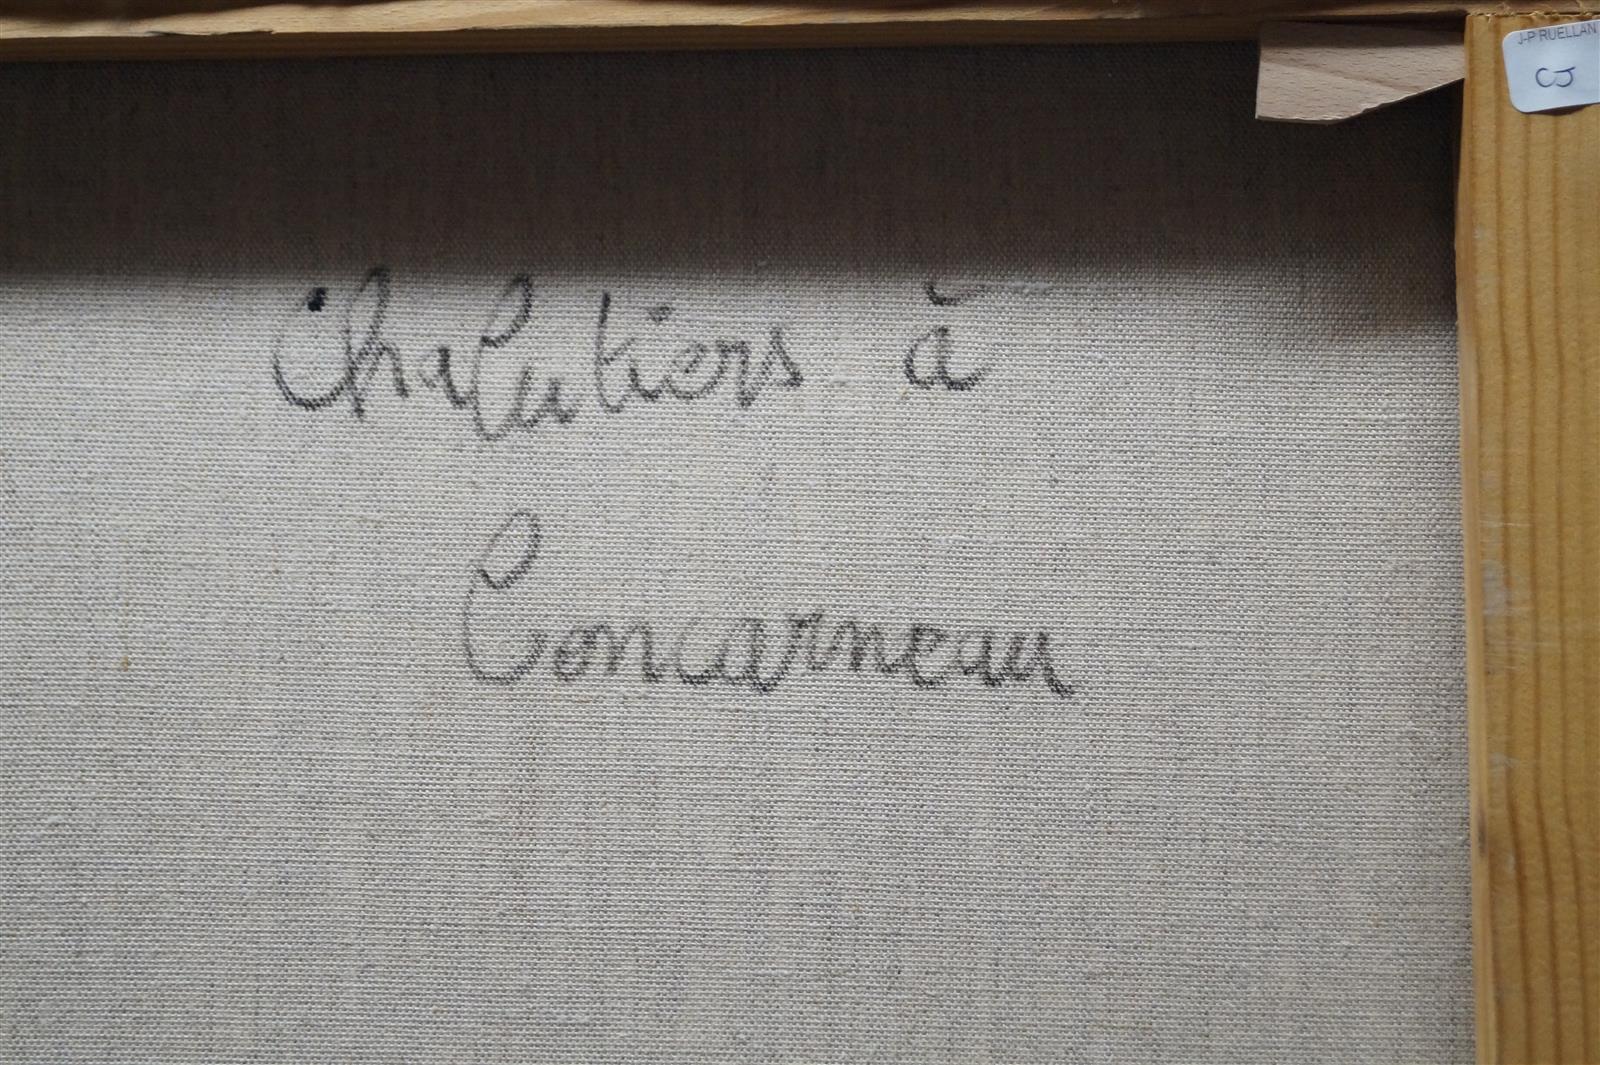 J-P RUELLAN
CJ
Chalutiers à
Concarneau